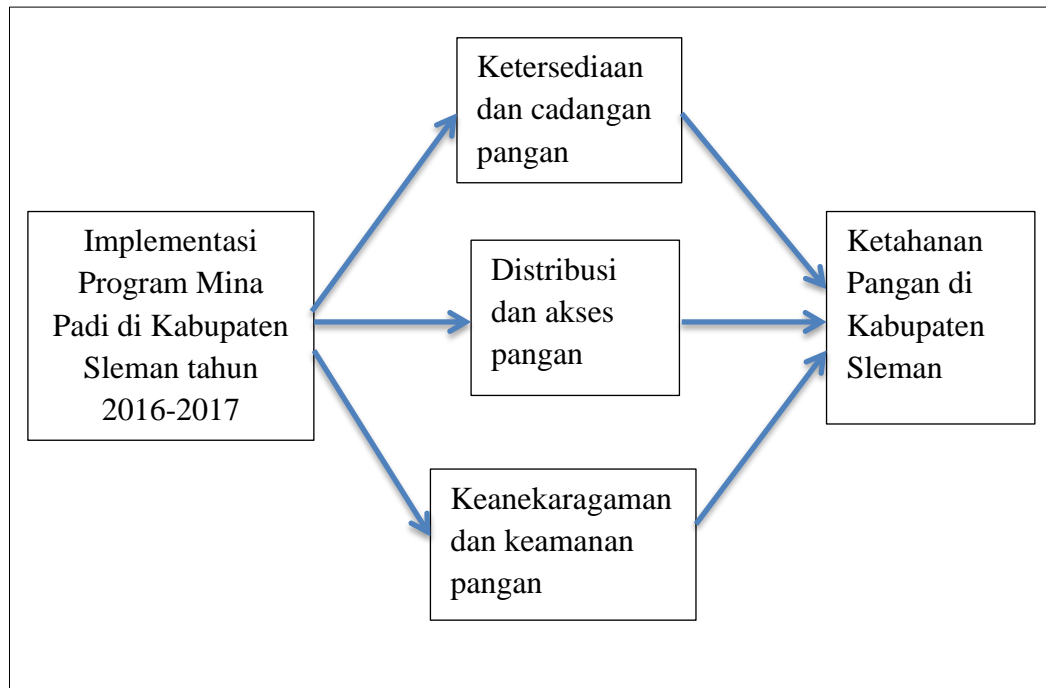 Implementasi
Program Mina
Padi di Kabupaten
Sleman tahun
2016-2017
Ketersediaan
dan cadangan
pangan
Distribusi
dan akses
pangan
Keanekaragaman
dan keamanan
pangan
Ketahanan
Pangan di
Kabupaten
Sleman